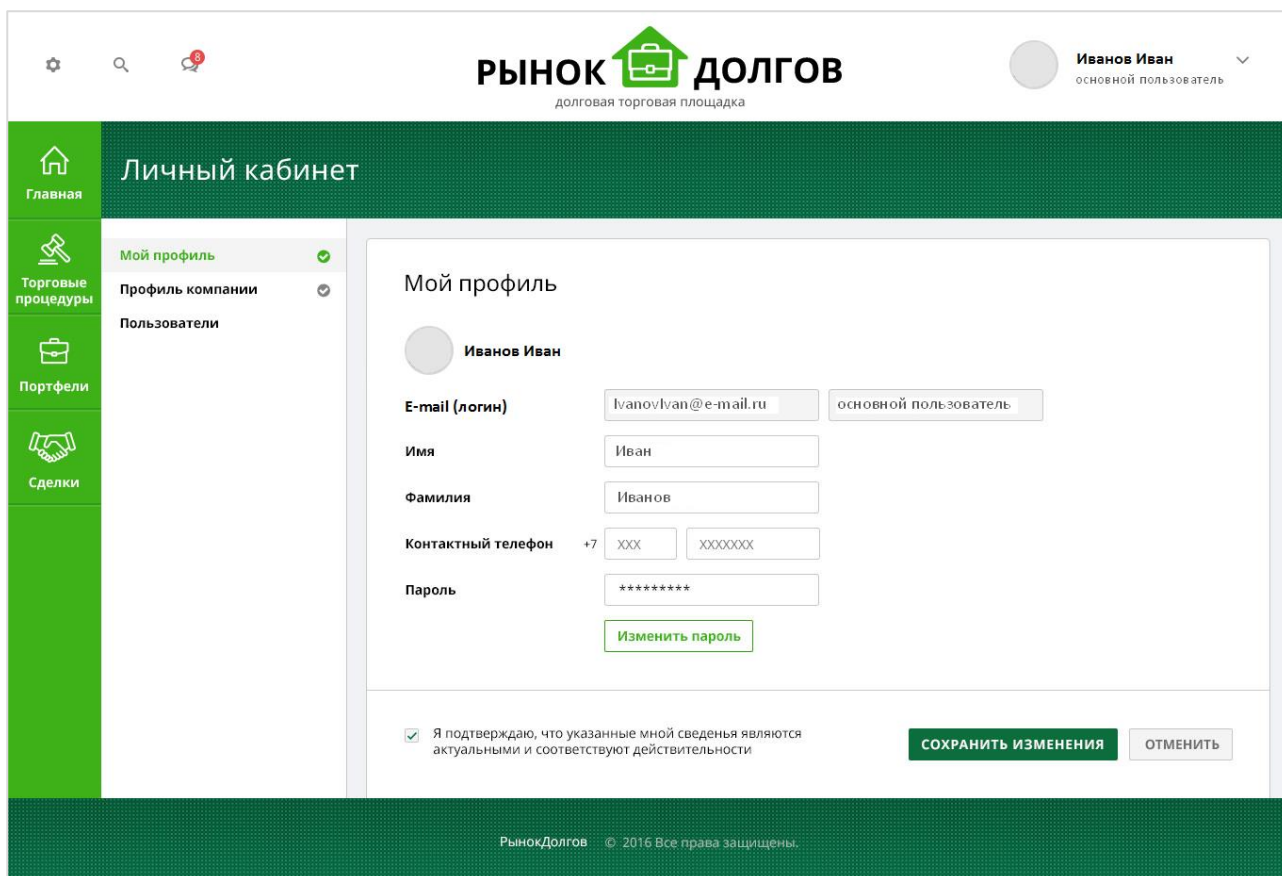 8
РЫНОК ДОЛГОВ
долговая торговая площадка
Иванов Иван
основной пользователь
Главная
Личный кабинет
Торговые
процедуры
Портфели
Сделки
Мой профиль
Профиль компании
Пользователи
Мой профиль
Иванов Иван
E-mail (логин) IvanovIvan@e-mail.ru основной пользователь
Имя Иван
Фамилия Иванов
Контактный телефон +7 XXX XXXXXXX
Пароль *********
Изменить пароль
Я подтверждаю, что указанные мной сведенья являются
актуальными и соответствуют действительности
СОХРАНИТЬ ИЗМЕНЕНИЯ ОТМЕНИТЬ
РынокДолгов © 2016 Все права защищены.